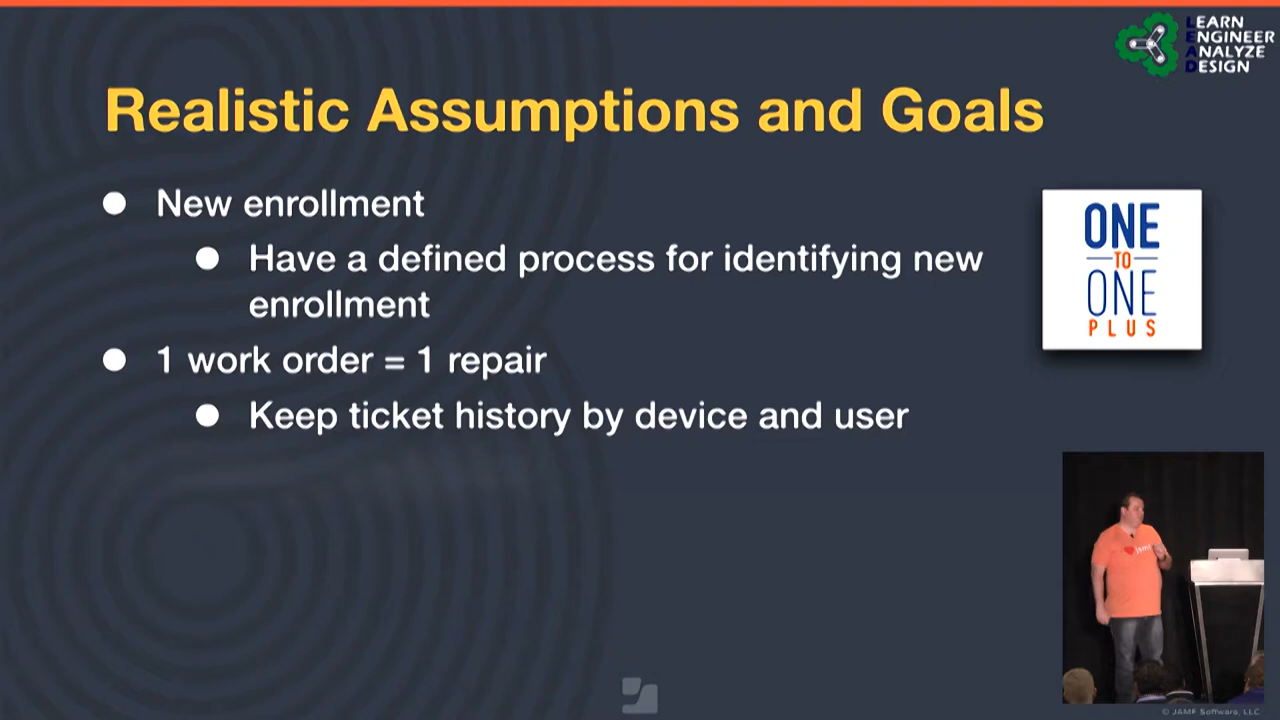 LEARN
ENGINEER
ANALYZE
DESIGN
Realistic Assumptions and Goals
New enrollment
Have a defined process for identifying new
enrollment
1 work order = 1 repair
Keep ticket history by device and user
ONE
TO
ONE
PLUS
jamf
© JAMF Software, LLC